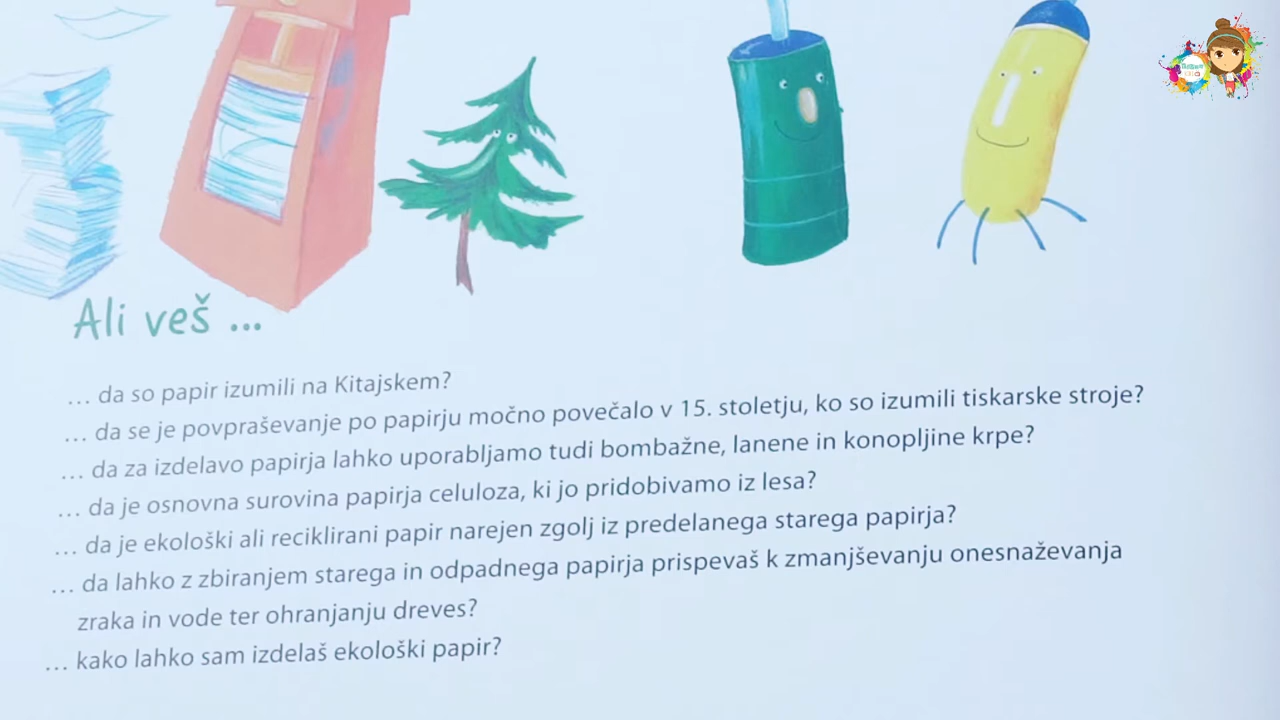 Ali veš ...
... da so papir izumili na Kitajskem?
... da se je povpraševanje po papirju močno povečalo v 15. stoletju, ko so izumili tiskarske stroje?
... da za izdelavo papirja lahko uporabljamo tudi bombažne, lanene in konopljine krpe?
... da je osnovna surovina papirja celuloza, ki jo pridobivamo iz lesa?
... da je ekološki ali reciklirani papir narejen zgolj iz predelanega starega papirja?
... da lahko z zbiranjem starega in odpadnega papirja prispevaš k zmanjševanju onesnaževanja
zraka in vode ter ohranjanju dreves?
... kako lahko sam izdelaš ekološki papir?